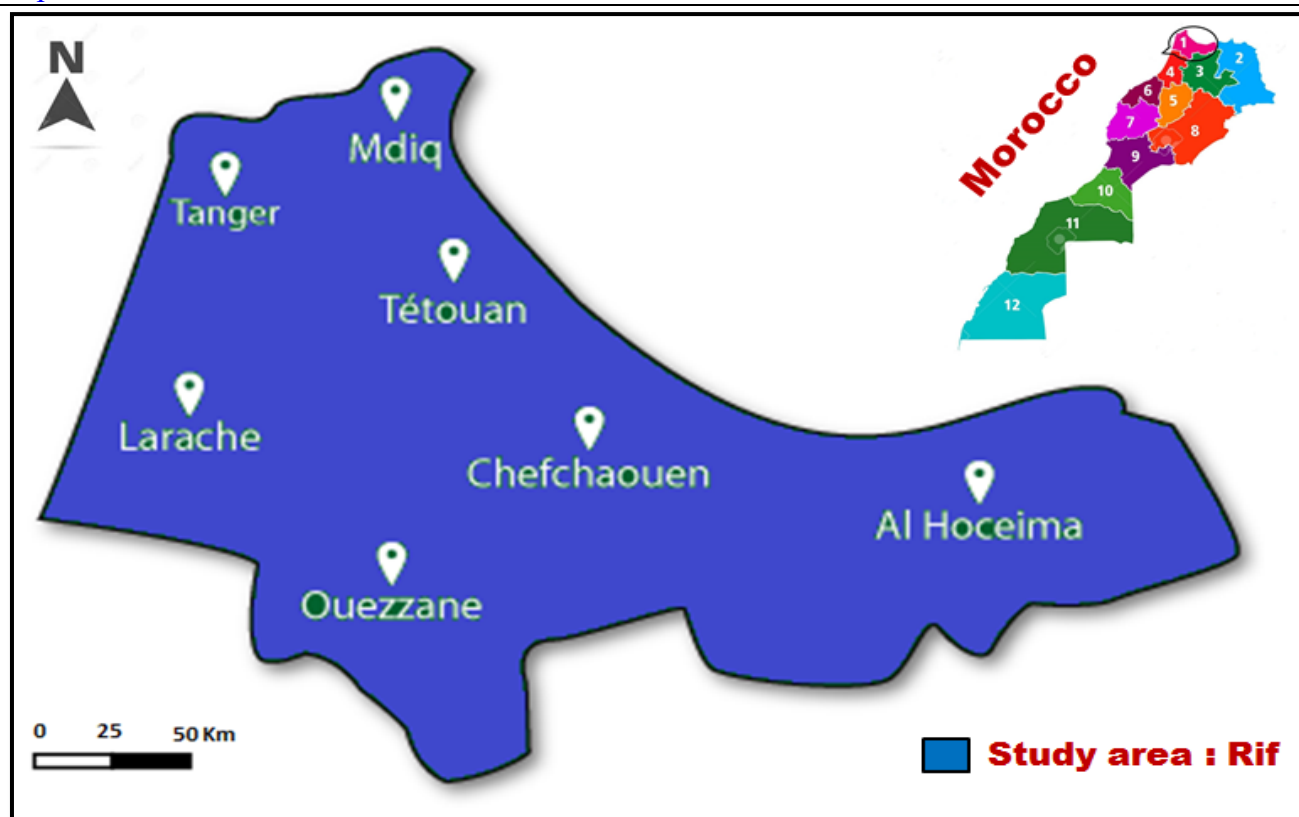 N
Mdiq
Tanger
Tétouan
Larache
Chefchaouen
Al Hoceima
Ouezzane
0 25 50 Km
Study area : Rif
Morocco
1
2
3
4
5
6
7
8
9
10
11
12